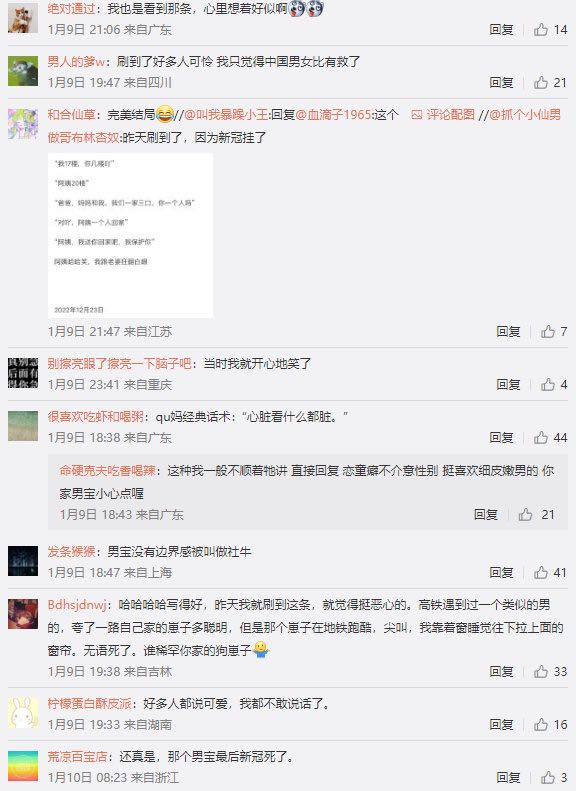 绝对通过：我也是看到那条，心里想着好似啊
1月9日 21:06 来自广东
回复 14
男人的爹w：刷到了好多人可怜 我只觉得中国男女比有救了
1月9日 19:47 来自四川
回复 21
和合仙草：完美结局//@叫我暴躁小王:回复@血滴子1965:这个 评论配图 //@抓个小仙男
做哥布林杏奴:昨天刷到了，因为新冠挂了
“我17楼，你几楼吖”
“阿姨20楼”
“爸爸，妈妈和我，我们一家三口，你一个人吗”
“对吖，阿姨一个人回家”
“阿姨，我送你回家吧，我保护你”
阿姨哈哈笑，我跟老婆狂翻白眼
2022年12月23日
1月9日 21:47 来自江苏
回复 7
别擦亮眼了擦亮一下脑子吧：当时我就开心地笑了
1月9日 23:41 来自重庆
回复 4
很喜欢吃虾和喝粥：qu妈经典话术：“心脏看什么都脏。”
1月9日 18:38 来自广东
回复 44
命硬克夫吃香喝辣：这种我一般不顺着牠讲 直接回复 恋童癖不介意性别 挺喜欢细皮嫩男的 你
家男宝小心点喔
1月9日 18:43 来自广东
回复 21
发条猴猴：男宝没有边界感被叫做社牛
1月9日 18:47 来自上海
回复 41
Bdhsjdnwj：哈哈哈哈写得好，昨天我就刷到这条，就觉得挺恶心的。高铁遇到过一个类似的男
的，夸了一路自己家的崽子多聪明，但是那个崽子在地铁跑酷，尖叫，我靠着窗睡觉往下拉上面的
窗帘。无语死了。谁稀罕你家的狗崽子
1月9日 19:38 来自吉林
回复 33
柠檬蛋白酥皮派：好多人都说可爱，我都不敢说话了。
1月9日 19:33 来自湖南
回复 16
荒凉百宝店：还真是，那个男宝最后新冠死了。
1月10日 08:23 来自浙江
回复 3